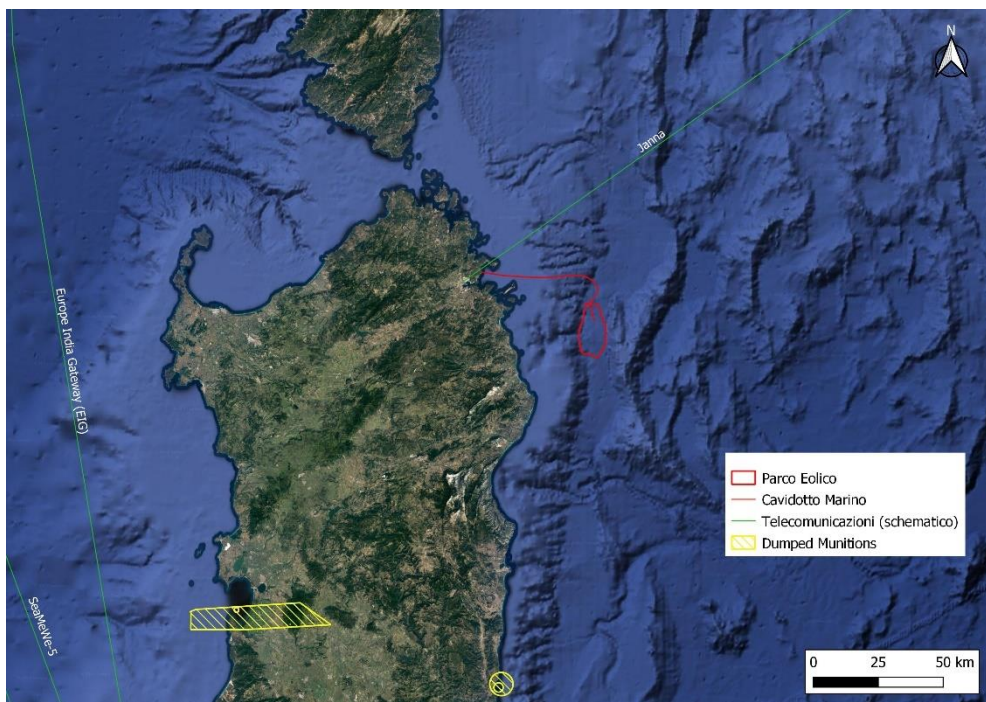 N
Janna
Europe India Gateway (EIG)
SeaMeWe-5
Parco Eolico
Cavidotto Marino
Telecomunicazioni (schematico)
Dumped Munitions
0 25 50 km